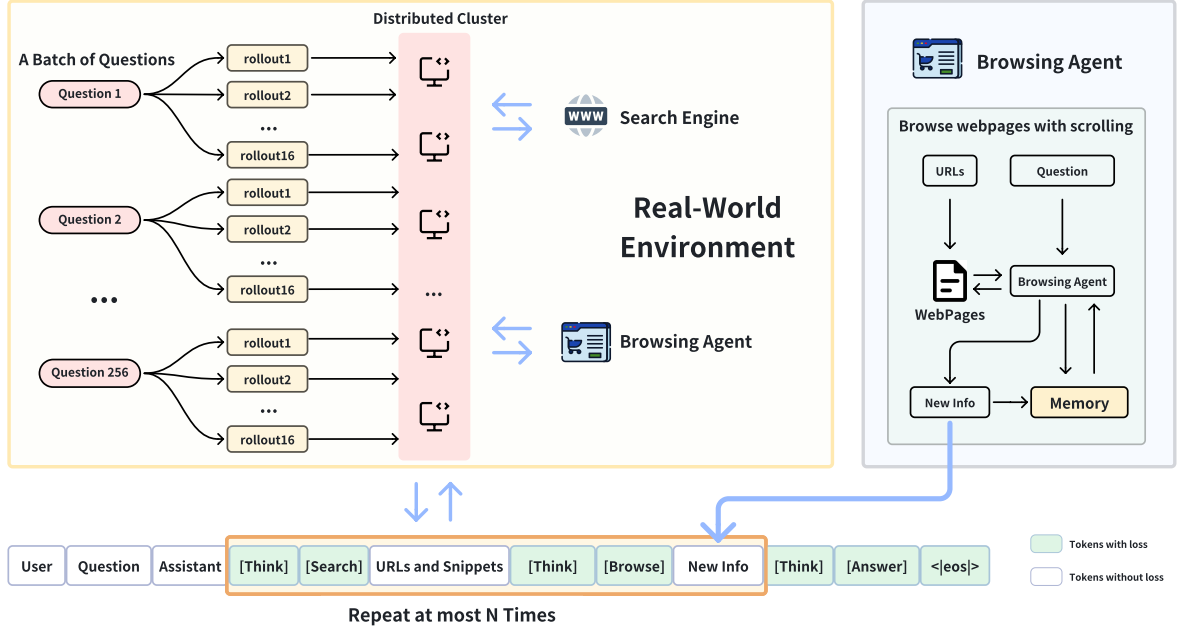 Distributed Cluster
A Batch of Questions
Question 1
rollout1
rollout2
...
rollout16
Question 2
rollout1
rollout2
...
rollout16
...
Question 256
rollout1
rollout2
...
rollout16
...
WWW
Search Engine
Real-World
Environment
Browsing Agent
Browsing Agent
Browse webpages with scrolling
URLs
Question
WebPages
Browsing Agent
New Info
Memory
User
Question
Assistant
[Think]
[Search]
URLs and Snippets
[Think]
[Browse]
New Info
[Think]
[Answer]
<|eos|>
Repeat at most N Times
Tokens with loss
Tokens without loss